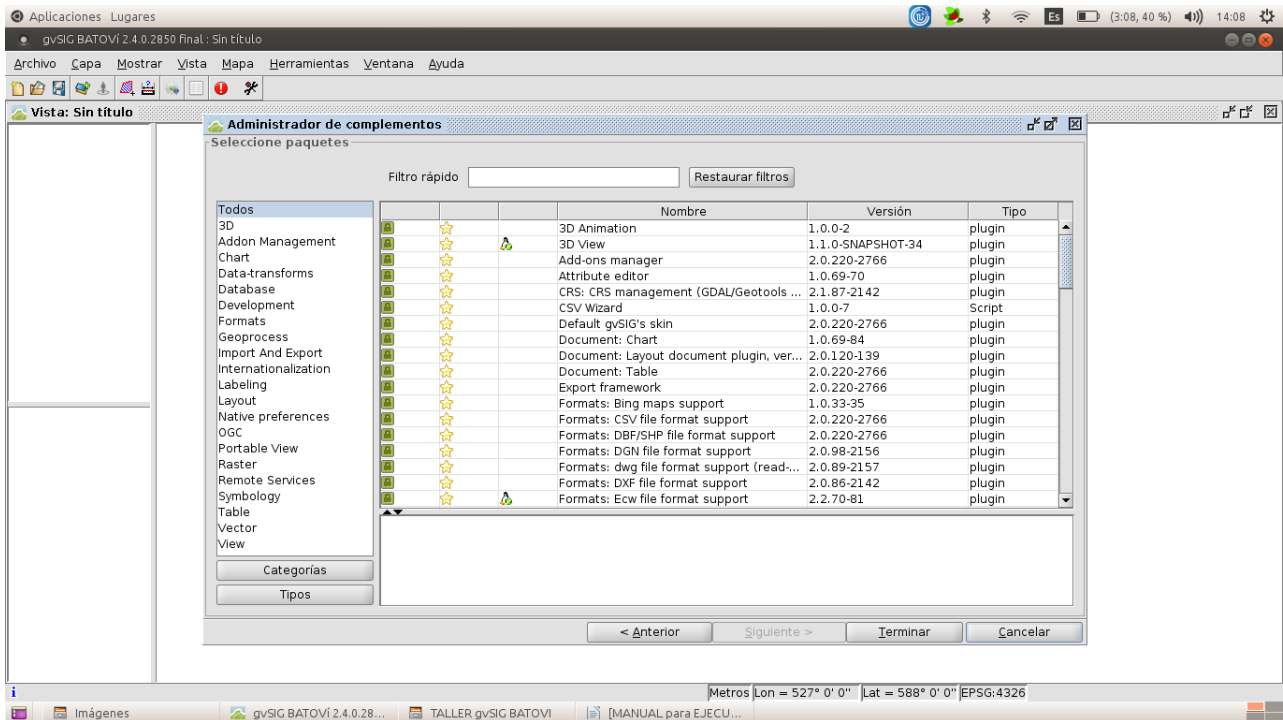 Aplicaciones Lugares
Es (3:08, 40 %) 14:08
gvSIG BATOVí 2.4.0.2850 final : Sin título
Archivo Capa Mostrar Vista Mapa Herramientas Ventana Ayuda
Vista: Sin título
Administrador de complementos
Seleccione paquetes
Filtro rápido Restaurar filtros
Todos
3D
Addon Management
Chart
Data-transforms
Database
Development
Formats
Geoprocess
Import And Export
Internationalization
Labeling
Layout
Native preferences
OGC
Portable View
Raster
Remote Services
Symbology
Table
Vector
View
Categorías
Tipos
Nombre Versión Tipo
3D Animation 1.0.0-2 plugin
3D View 1.1.0-SNAPSHOT-34 plugin
Add-ons manager 2.0.220-2766 plugin
Attribute editor 1.0.69-70 plugin
CRS: CRS management (GDAL/Geotools ... 2.1.87-2142 plugin
CSV Wizard 1.0.0-7 Script
Default gvSIG's skin 2.0.220-2766 plugin
Document: Chart 1.0.69-84 plugin
Document: Layout document plugin, ver... 2.0.120-139 plugin
Document: Table 2.0.220-2766 plugin
Export framework 2.0.220-2766 plugin
Formats: Bing maps support 1.0.33-35 plugin
Formats: CSV file format support 2.0.220-2766 plugin
Formats: DBF/SHP file format support 2.0.220-2766 plugin
Formats: DGN file format support 2.0.98-2156 plugin
Formats: dwg file format support (read-... 2.0.89-2157 plugin
Formats: DXF file format support 2.0.86-2142 plugin
Formats: Ecw file format support 2.2.70-81 plugin
< Anterior Siguiente > Terminar Cancelar
Metros Lon = 527° 0' 0'' Lat = 588° 0' 0'' EPSG:4326
Imágenes gvSIG BATOVí 2.4.0.28... TALLER gvSIG BATOVI [MANUAL para EJECU...